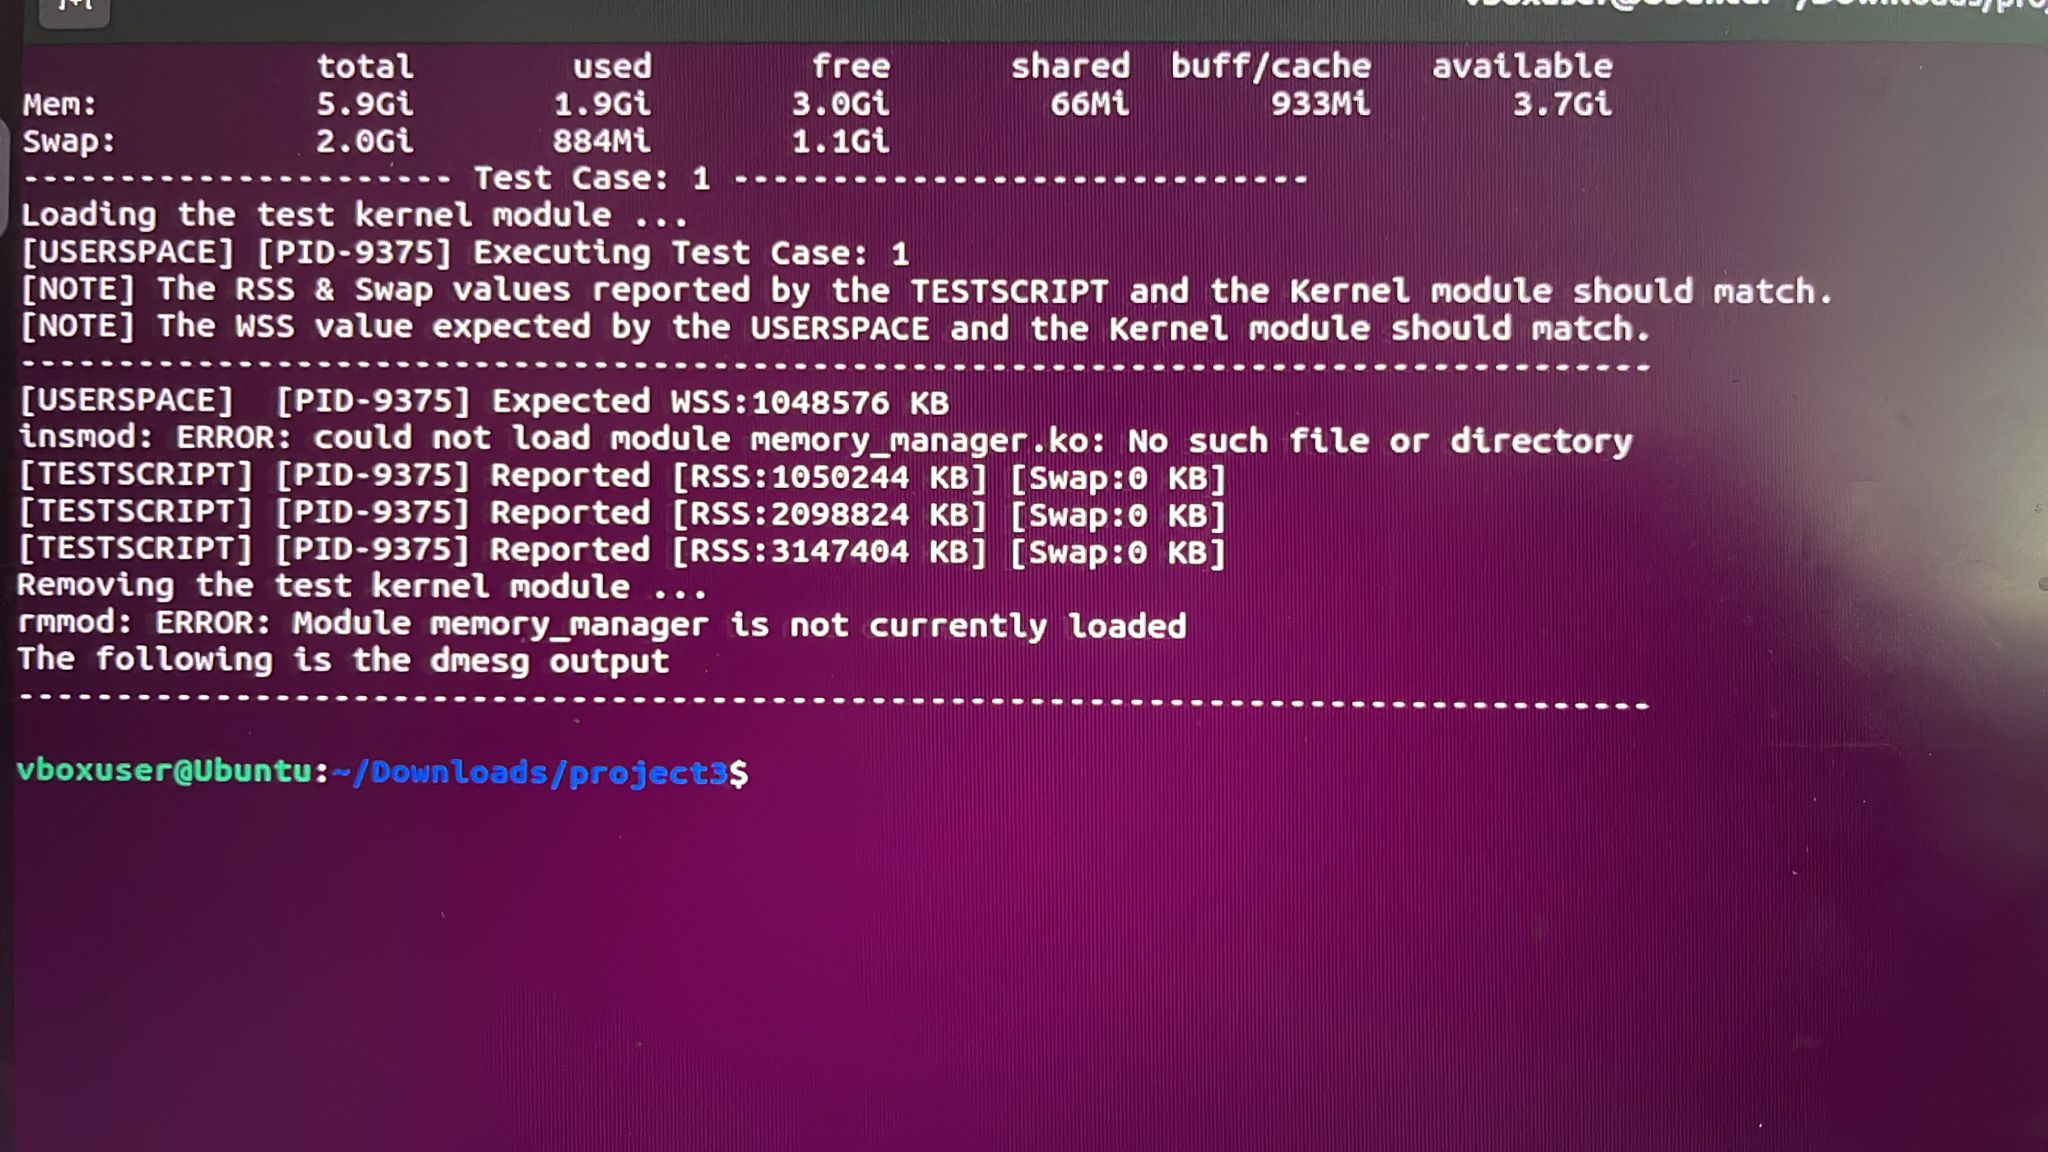 total used free shared buff/cache available
Mem: 5.9Gi 1.9Gi 3.0Gi 66Mi 933Mi 3.7Gi
Swap: 2.0Gi 884Mi 1.1Gi
---------------------- Test Case: 1 -----------------------------
Loading the test kernel module ...
[USERSPACE] [PID-9375] Executing Test Case: 1
[NOTE] The RSS & Swap values reported by the TESTSCRIPT and the Kernel module should match.
[NOTE] The WSS value expected by the USERSPACE and the Kernel module should match.
-----------------------------------------------------------------------------------
[USERSPACE]  [PID-9375] Expected WSS:1048576 KB
insmod: ERROR: could not load module memory_manager.ko: No such file or directory
[TESTSCRIPT] [PID-9375] Reported [RSS:1050244 KB] [Swap:0 KB]
[TESTSCRIPT] [PID-9375] Reported [RSS:2098824 KB] [Swap:0 KB]
[TESTSCRIPT] [PID-9375] Reported [RSS:3147404 KB] [Swap:0 KB]
Removing the test kernel module ...
rmmod: ERROR: Module memory_manager is not currently loaded
The following is the dmesg output
-----------------------------------------------------------------------------------
vboxuser@Ubuntu:~/Downloads/project3$